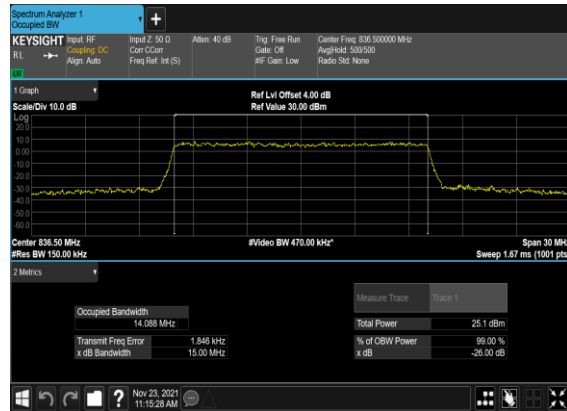 Spectrum Analyzer 1
Occupied BW
+
KEYSIGHT Input: RF Input Z: 50 Ω Atten: 40 dB Trig: Free Run Center Freq: 836.500000 MHz
RL Coupling: DC Corr CCorr Gate: Off Avg|Hold: 500/500
Align: Auto Freq Ref: Int (S) #IF Gain: Low Radio Std: None
LW
1 Graph Ref Lvl Offset 4.00 dB
Scale/Div 10.0 dB Ref Value 30.00 dBm
Log
20.0
10.0
0.00
-10.0
-20.0
-30.0
-40.0
-50.0
-60.0
Center 836.50 MHz #Video BW 470.00 kHz* Span 30 MHz
#Res BW 150.00 kHz Sweep 1.67 ms (1001 pts
2 Metrics
Measure Trace Trace 1
Occupied Bandwidth
14.088 MHz Total Power 25.1 dBm
Transmit Freq Error 1.846 kHz % of OBW Power 99.00 %
x dB Bandwidth 15.00 MHz x dB -26.00 dB
? Nov 23, 2021
11:15:28 AM